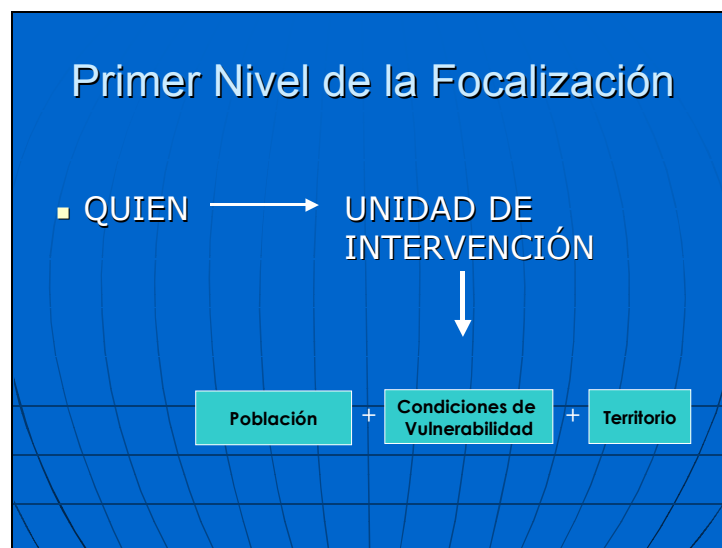 Primer Nivel de la Focalización
▪ QUIEN
UNIDAD DE
INTERVENCIÓN
Población + Condiciones de + Territorio
Vulnerabilidad